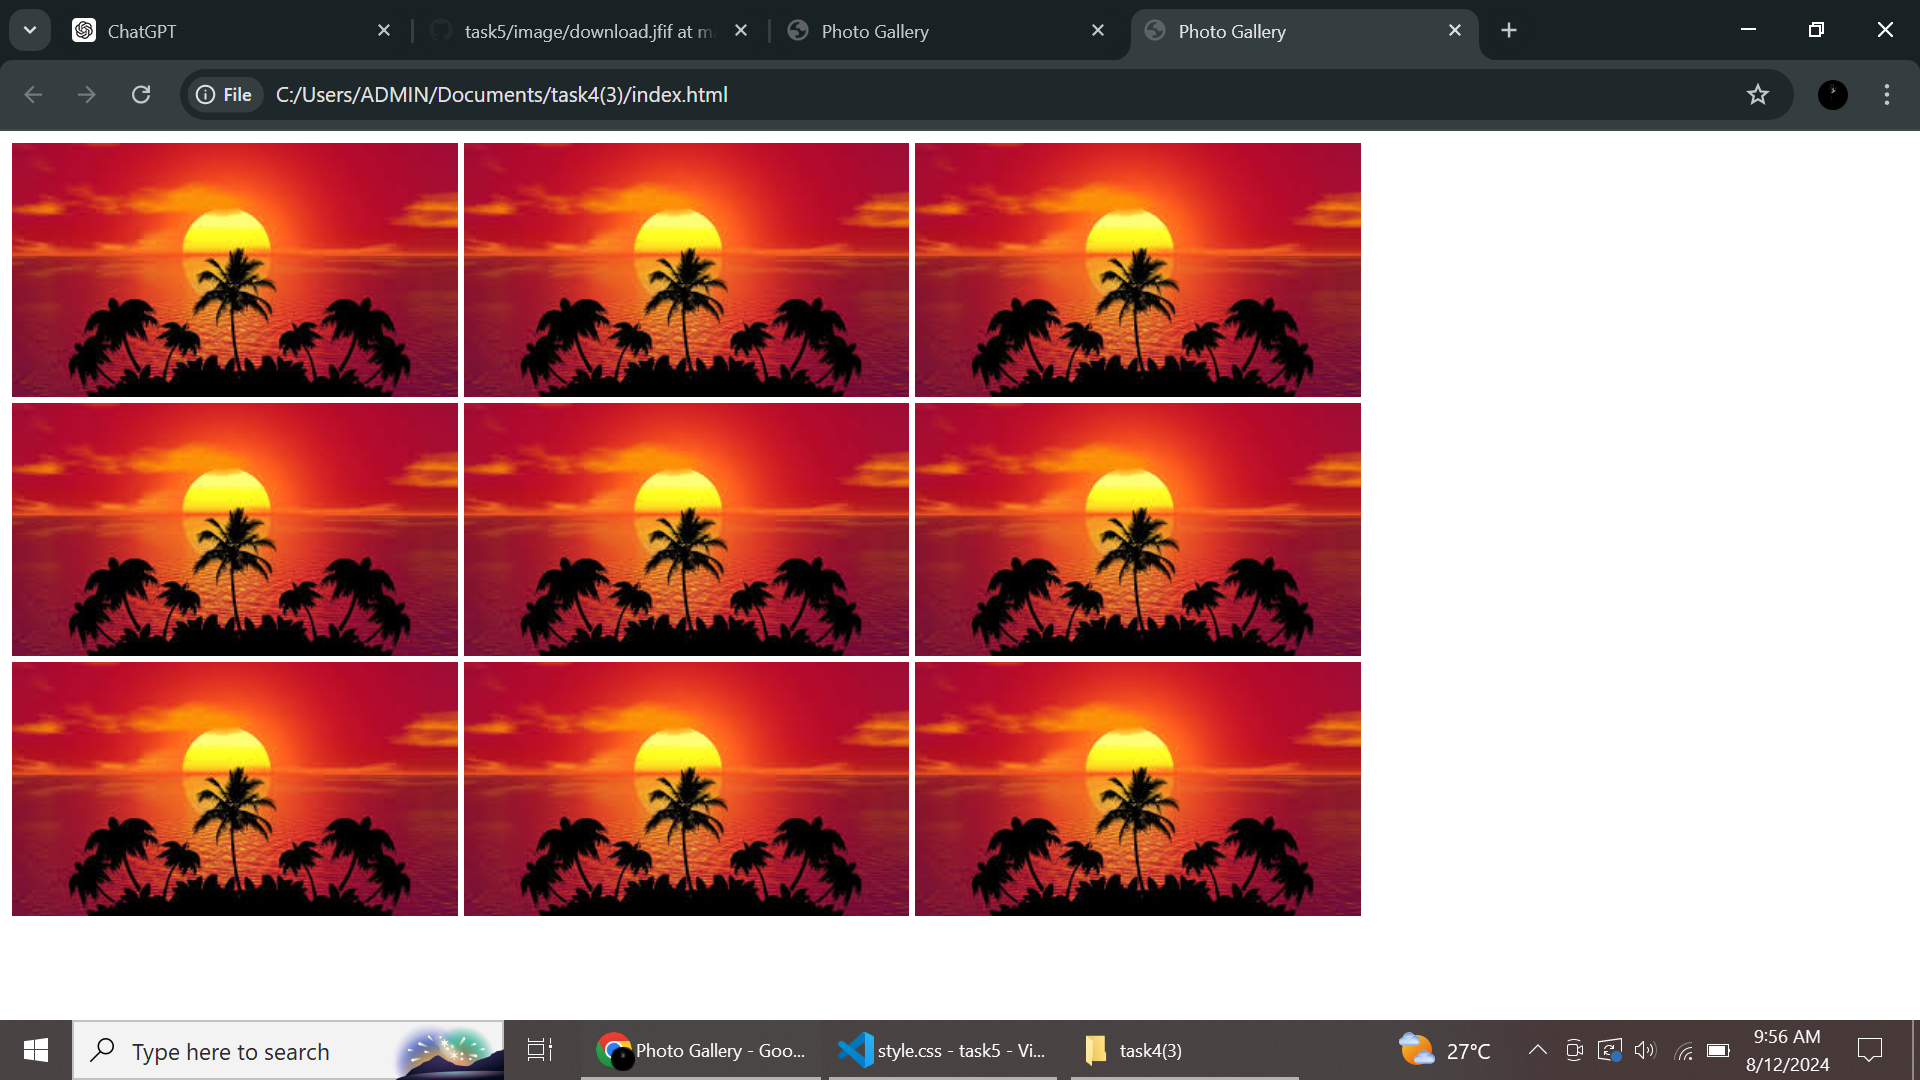 ChatGPT
task5/image/download.jfif at m
Photo Gallery
Photo Gallery
File
C:/Users/ADMIN/Documents/task4(3)/index.html
Type here to search
Photo Gallery - Goo...
style.css - task5 - Vi...
task4(3)
27°C
9:56 AM
8/12/2024